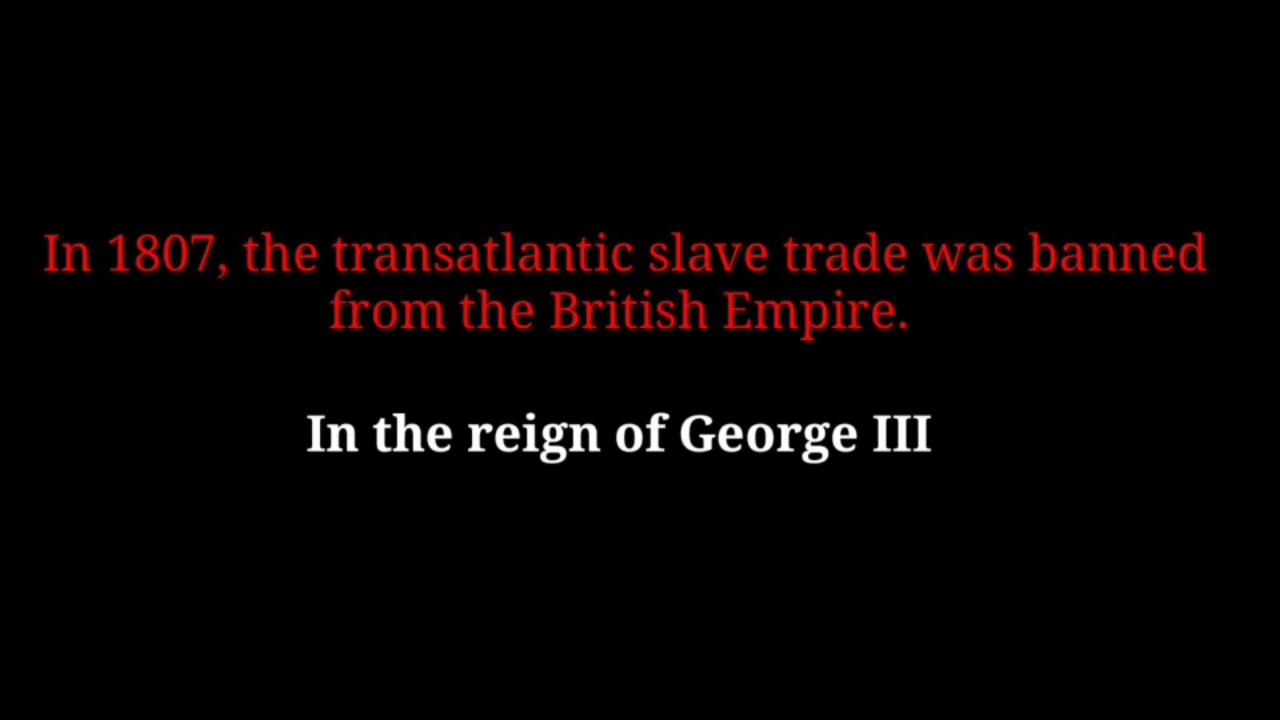 In 1807, the transatlantic slave trade was banned
from the British Empire.
In the reign of George III